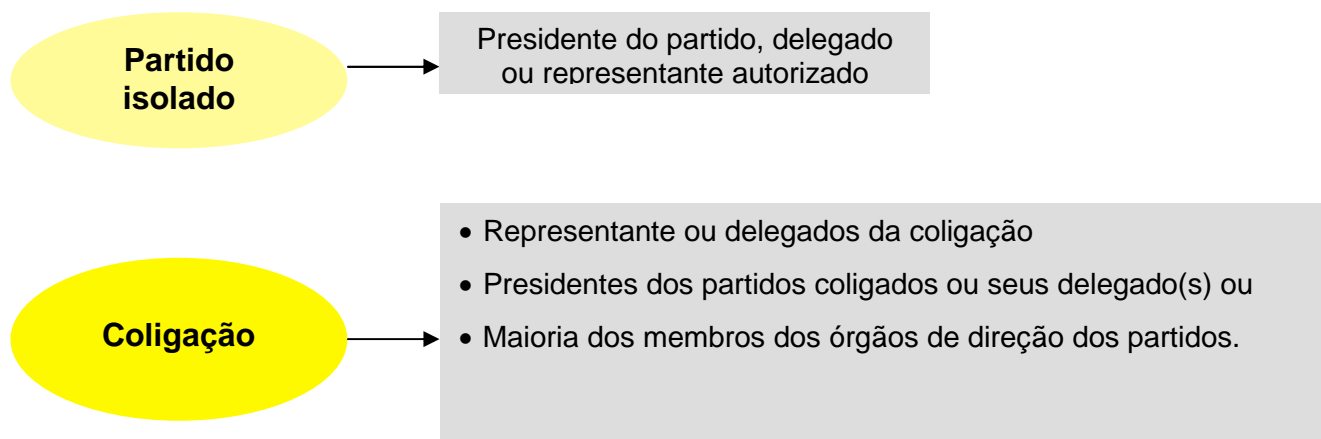 Partido
isolado
Presidente do partido, delegado
ou representante autorizado
Coligação
• Representante ou delegados da coligação
• Presidentes dos partidos coligados ou seus delegado(s) ou
• Maioria dos membros dos órgãos de direção dos partidos.